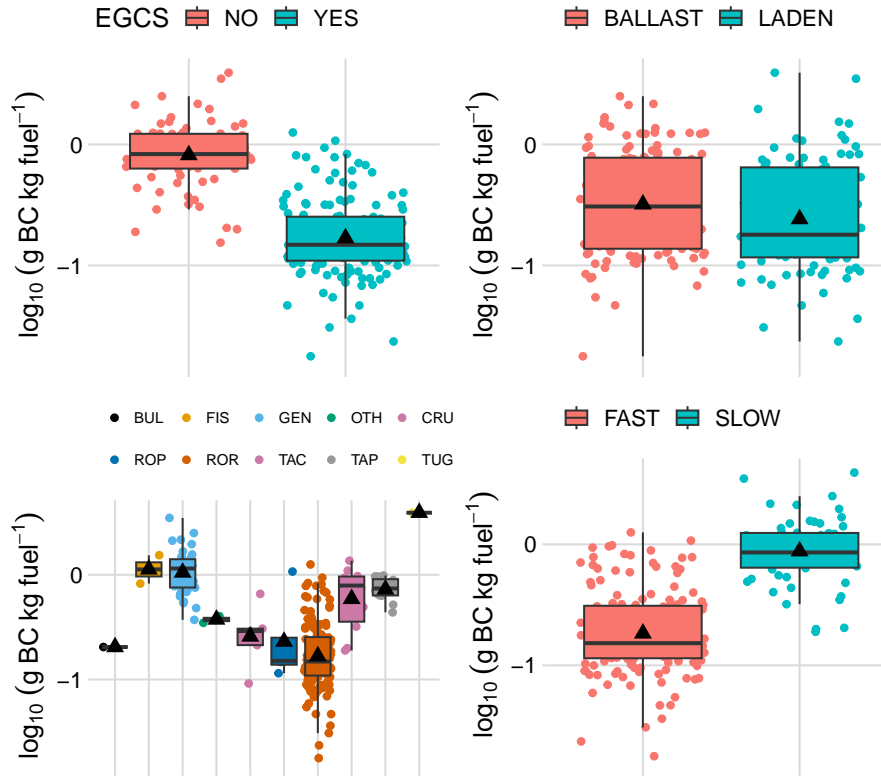 EGCS NO YES
log₁₀ (g BC kg fuel⁻¹)
0
−1
BALLAST LADEN
log₁₀ (g BC kg fuel⁻¹)
0
−1
BUL FIS GEN OTH CRU
ROP ROR TAC TAP TUG
log₁₀ (g BC kg fuel⁻¹)
0
−1
FAST SLOW
log₁₀ (g BC kg fuel⁻¹)
0
−1